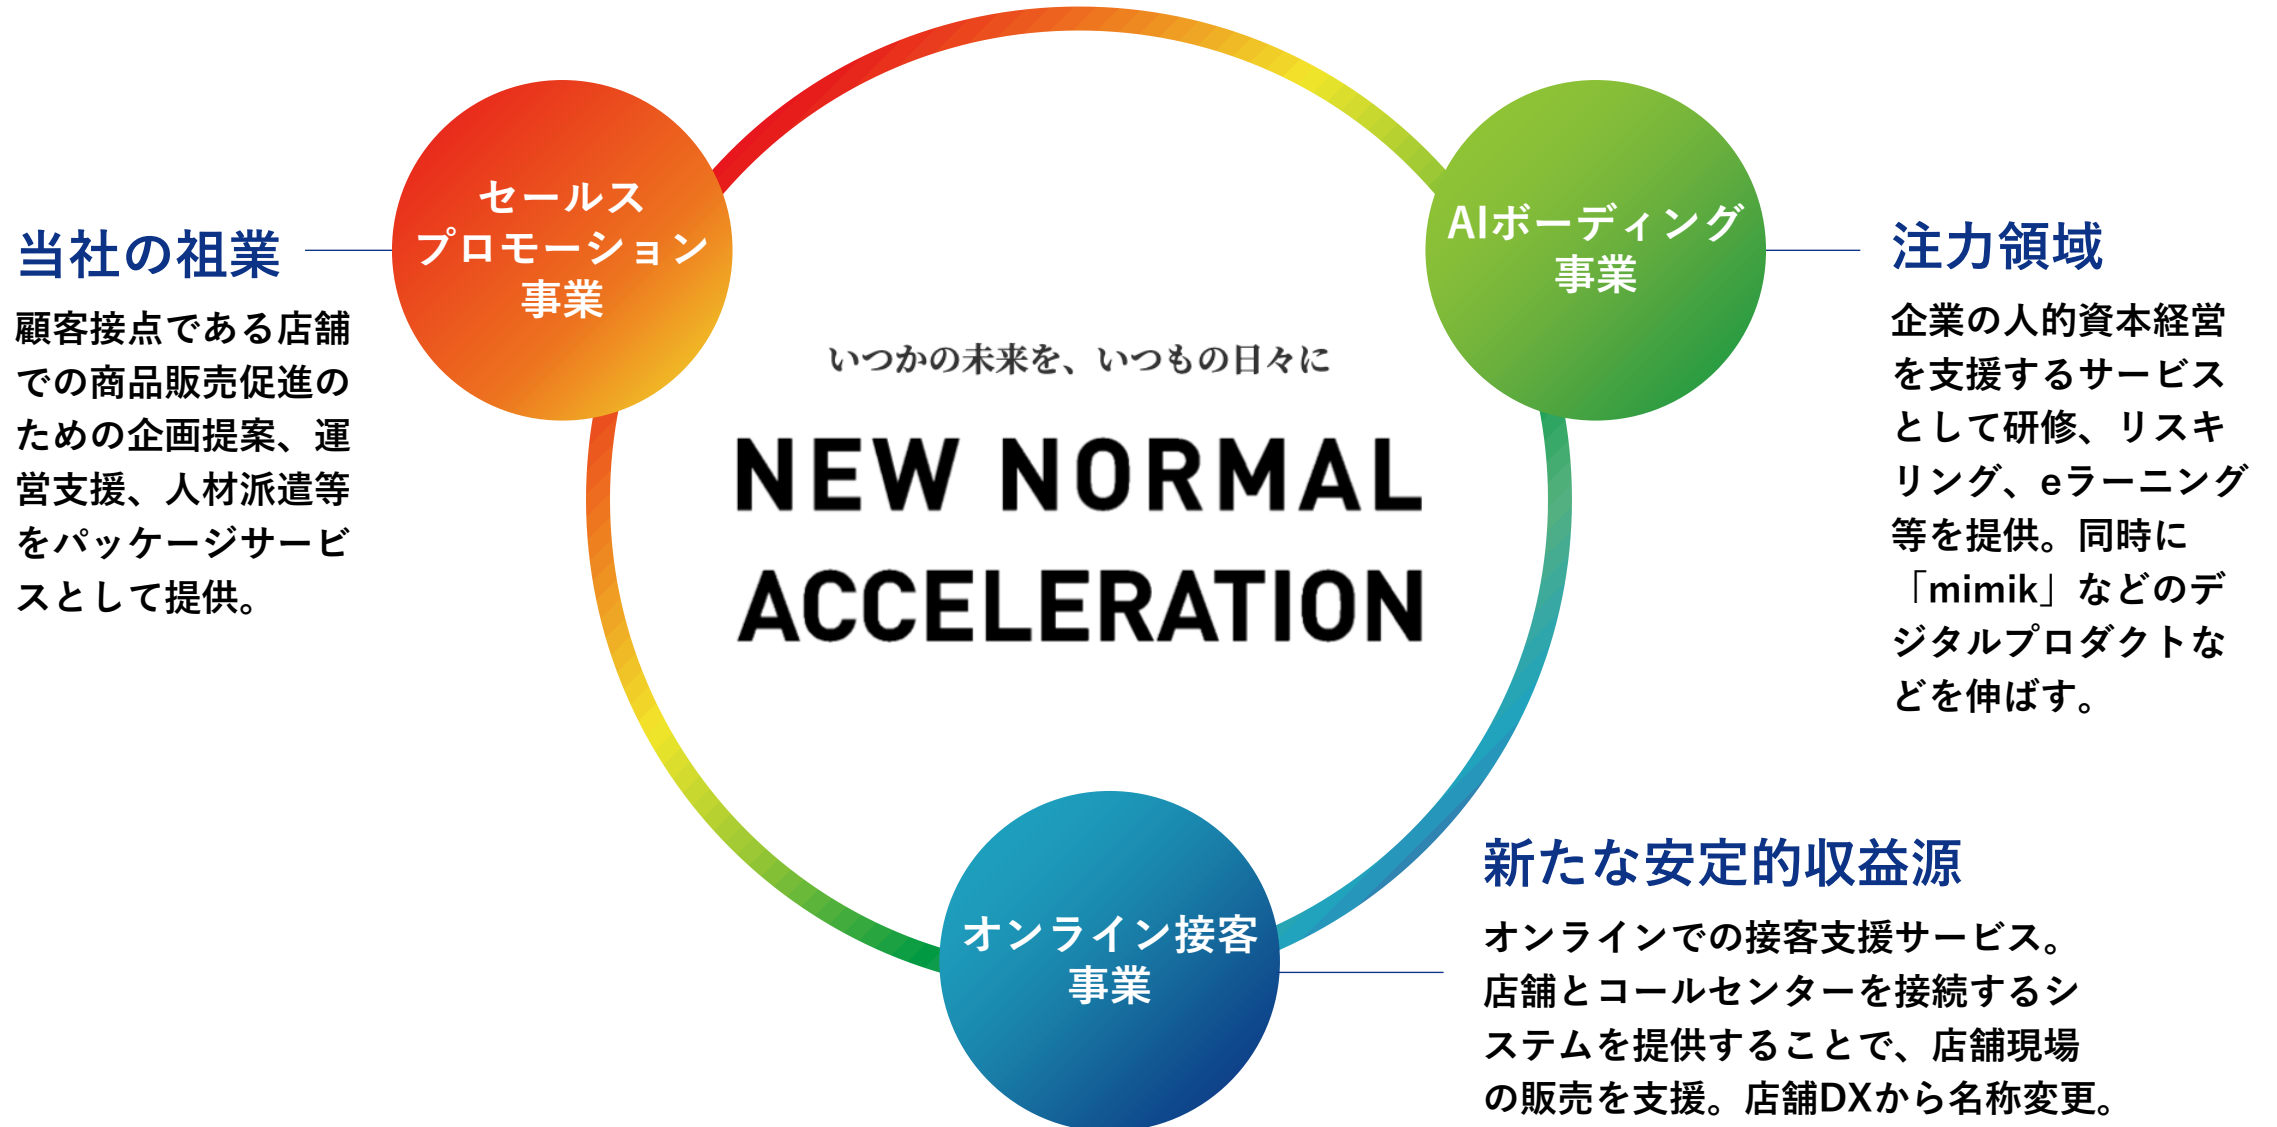 当社の祖業
顧客接点である店舗
での商品販売促進の
ための企画提案、運
営支援、人材派遣等
をパッケージサービ
スとして提供。
セールス
プロモーション
事業
いつかの未来を、いつもの日々に
NEW NORMAL
ACCELERATION
AIボーディング
事業
注力領域
企業の人的資本経営
を支援するサービス
として研修、リスキ
リング、eラーニング
等を提供。同時に
「mimik」などのデ
ジタルプロダクトな
どを伸ばす。
オンライン接客
事業
新たな安定的収益源
オンラインでの接客支援サービス。
店舗とコールセンターを接続するシ
ステムを提供することで、店舗現場
の販売を支援。店舗DXから名称変更。